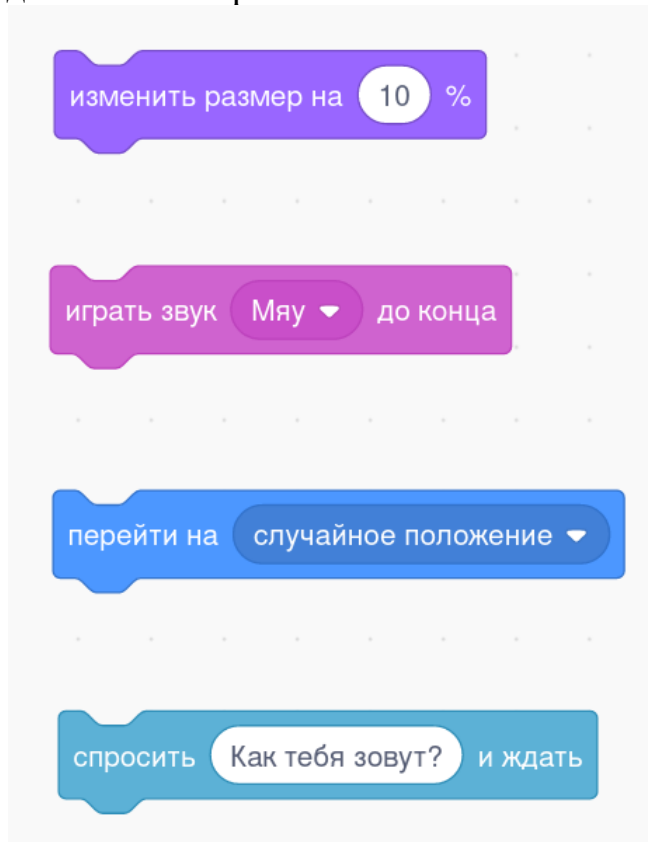 изменить размер на 10 %
играть звук Мяу до конца
перейти на случайное положение
спросить Как тебя зовут? и ждать